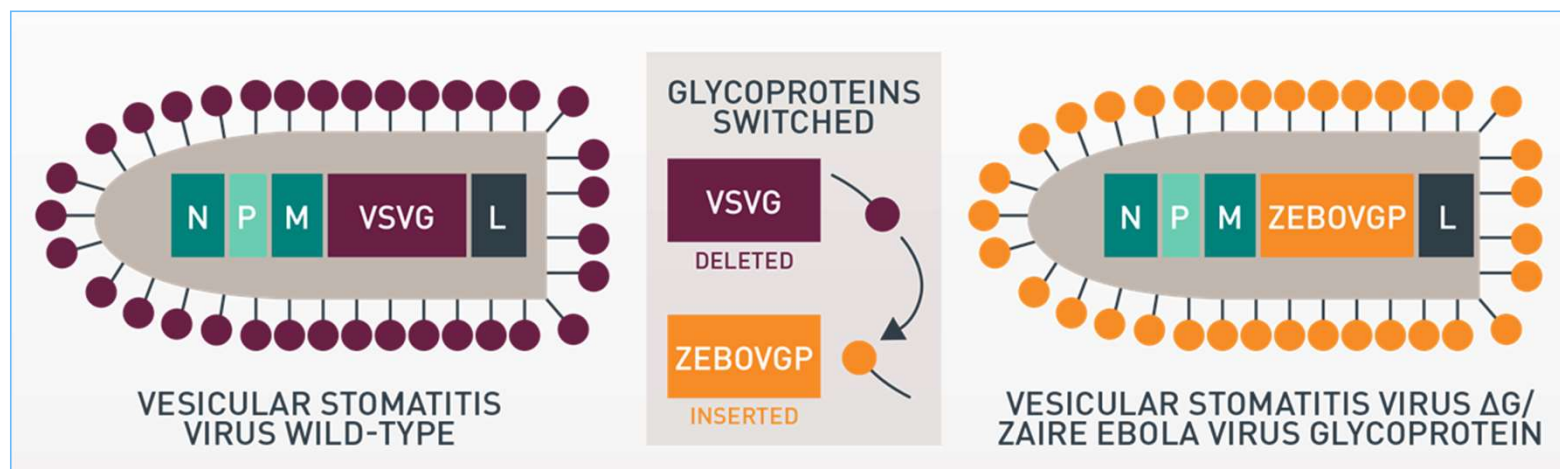 N P M VSVG L
VESICULAR STOMATITIS
VIRUS WILD-TYPE
GLYCOPROTEINS
SWITCHED
VSVG
DELETED
ZEBOVGP
INSERTED
N P M ZEBOVGP L
VESICULAR STOMATITIS VIRUS ΔG/
ZAIRE EBOLA VIRUS GLYCOPROTEIN